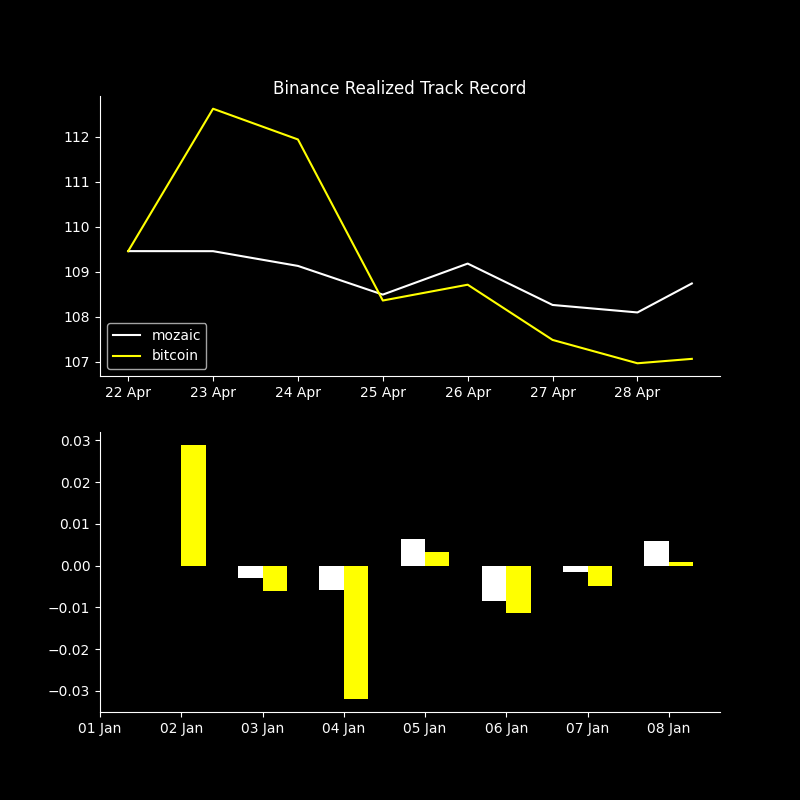 Binance Realized Track Record
112
111
110
109
108
107
mozaic
bitcoin
22 Apr 23 Apr 24 Apr 25 Apr 26 Apr 27 Apr 28 Apr
0.03
0.02
0.01
0.00
−0.01
−0.02
−0.03
01 Jan 02 Jan 03 Jan 04 Jan 05 Jan 06 Jan 07 Jan 08 Jan